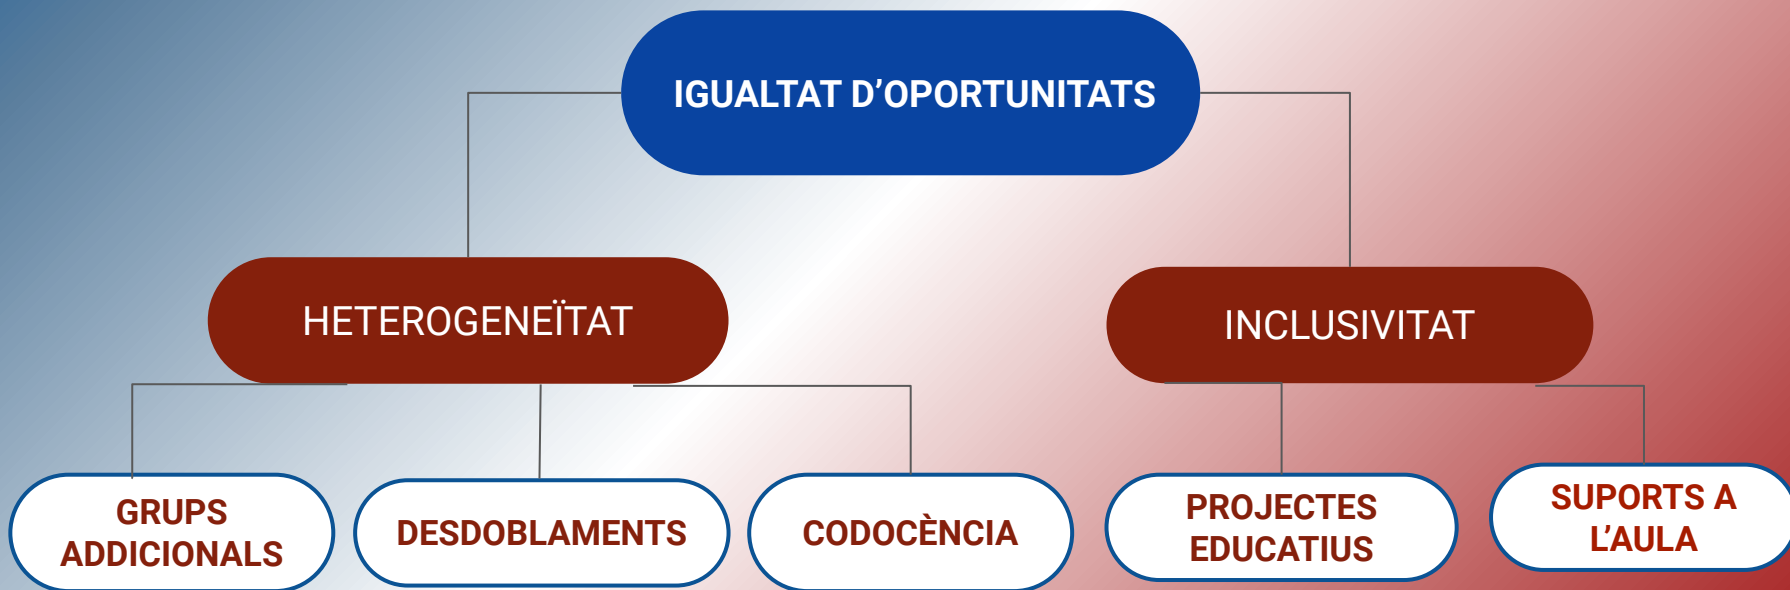 IGUALTAT D’OPORTUNITATS
HETEROGENEÏTAT
INCLUSIVITAT
GRUPS
ADDICIONALS
DESDOBLAMENTS
CODOCÈNCIA
PROJECTES
EDUCATIUS
SUPORTS A
L’AULA